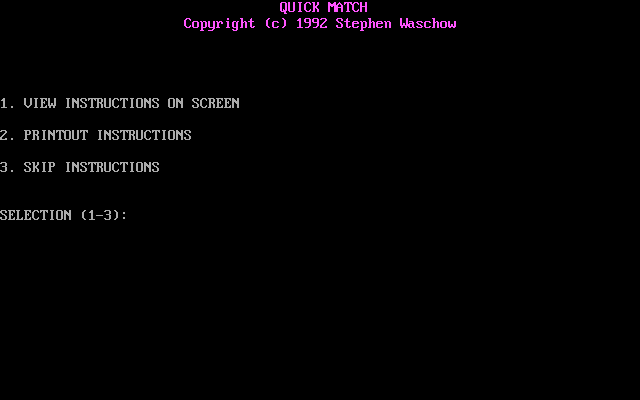 QUICK MATCH
Copyright (c) 1992 Stephen Waschow
1. VIEW INSTRUCTIONS ON SCREEN
2. PRINTOUT INSTRUCTIONS
3. SKIP INSTRUCTIONS
SELECTION (1-3):